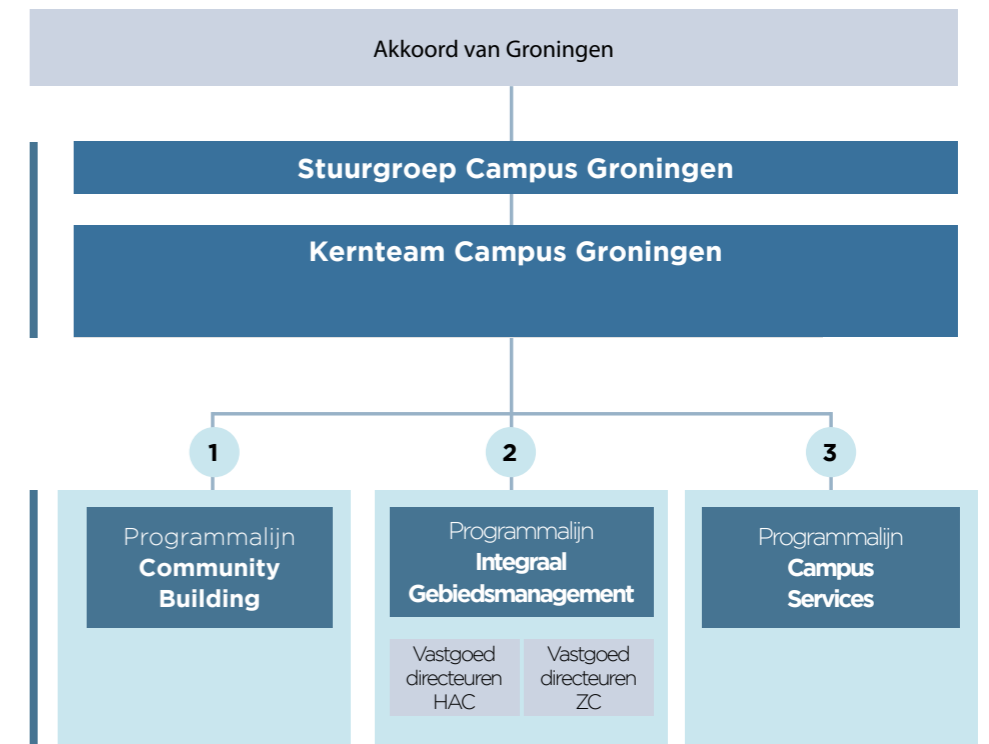 Akkoord van Groningen
Stuurgroep Campus Groningen
Kernteam Campus Groningen
1
2
3
Programmalijn
Community
Building
Programmalijn
Integraal
Gebiedsmanagement
Vastgoed
directeuren
HAC
Vastgoed
directeuren
ZC
Programmalijn
Campus
Services